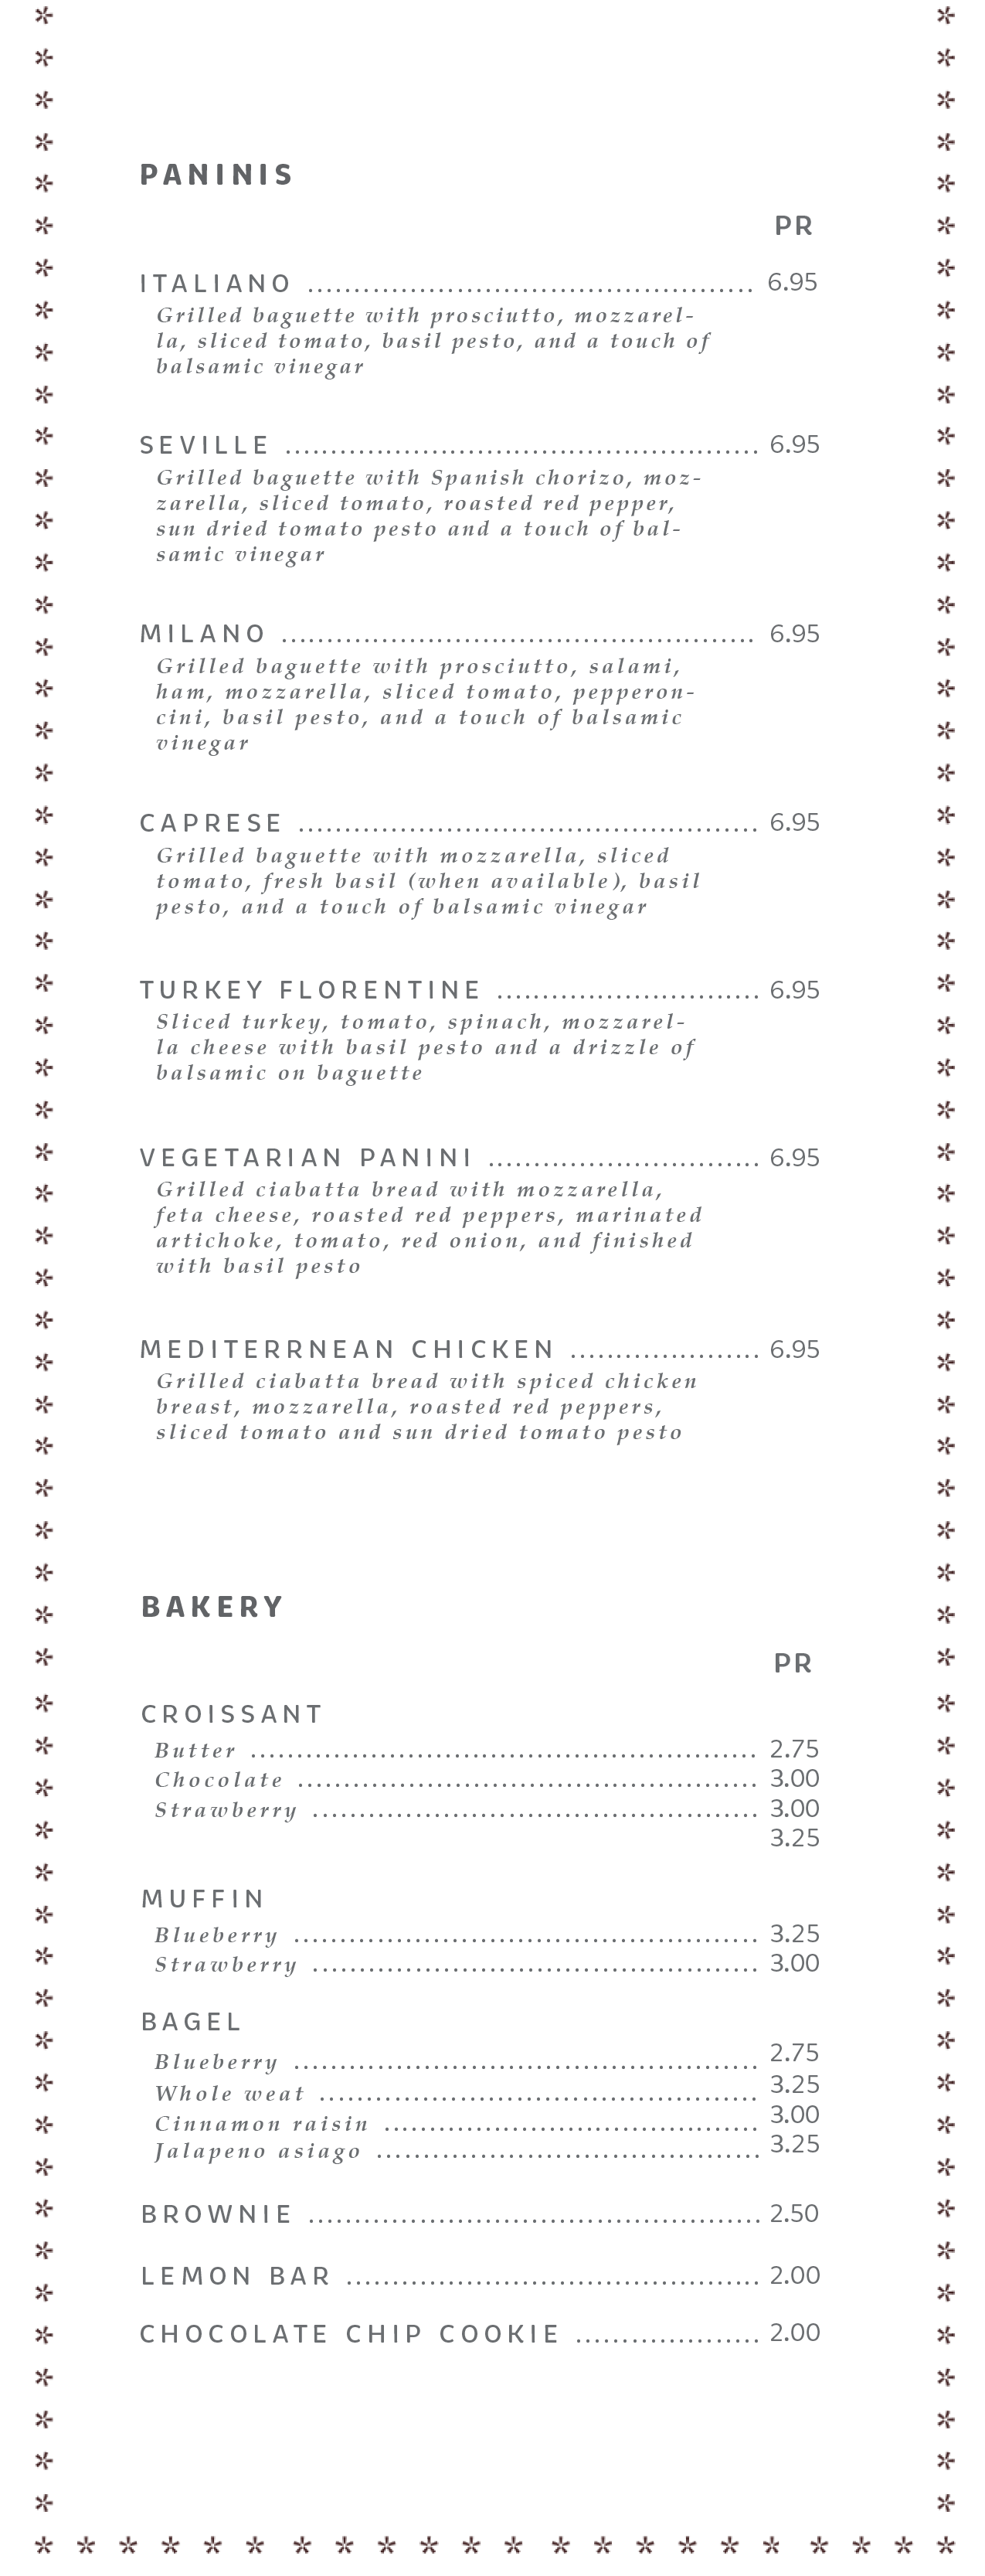 PANINIS
PR
ITALIANO ................................................ 6.95
Grilled baguette with prosciutto, mozzarel-
la, sliced tomato, basil pesto, and a touch of
balsamic vinegar
SEVILLE .................................................. 6.95
Grilled baguette with Spanish chorizo, moz-
zarella, sliced tomato, roasted red pepper,
sun dried tomato pesto and a touch of bal-
samic vinegar
MILANO .................................................. 6.95
Grilled baguette with prosciutto, salami,
ham, mozzarella, sliced tomato, pepperon-
cini, basil pesto, and a touch of balsamic
vinegar
CAPRESE ................................................. 6.95
Grilled baguette with mozzarella, sliced
tomato, fresh basil (when available), basil
pesto, and a touch of balsamic vinegar
TURKEY FLORENTINE ............................. 6.95
Sliced turkey, tomato, spinach, mozzarel-
la cheese with basil pesto and a drizzle of
balsamic on baguette
VEGETARIAN PANINI .............................. 6.95
Grilled ciabatta bread with mozzarella,
feta cheese, roasted red peppers, marinated
artichoke, tomato, red onion, and finished
with basil pesto
MEDITERRNEAN CHICKEN ..................... 6.95
Grilled ciabatta bread with spiced chicken
breast, mozzarella, roasted red peppers,
sliced tomato and sun dried tomato pesto
BAKERY
PR
CROISSANT
Butter ...................................................... 2.75
Chocolate ................................................. 3.00
Strawberry ............................................... 3.00
3.25
MUFFIN
Blueberry ................................................. 3.25
Strawberry ............................................... 3.00
BAGEL
Blueberry ................................................. 2.75
Whole weat .............................................. 3.25
Cinnamon raisin ....................................... 3.00
Jalapeno asiago ........................................ 3.25
BROWNIE ................................................ 2.50
LEMON BAR ............................................ 2.00
CHOCOLATE CHIP COOKIE .................... 2.00